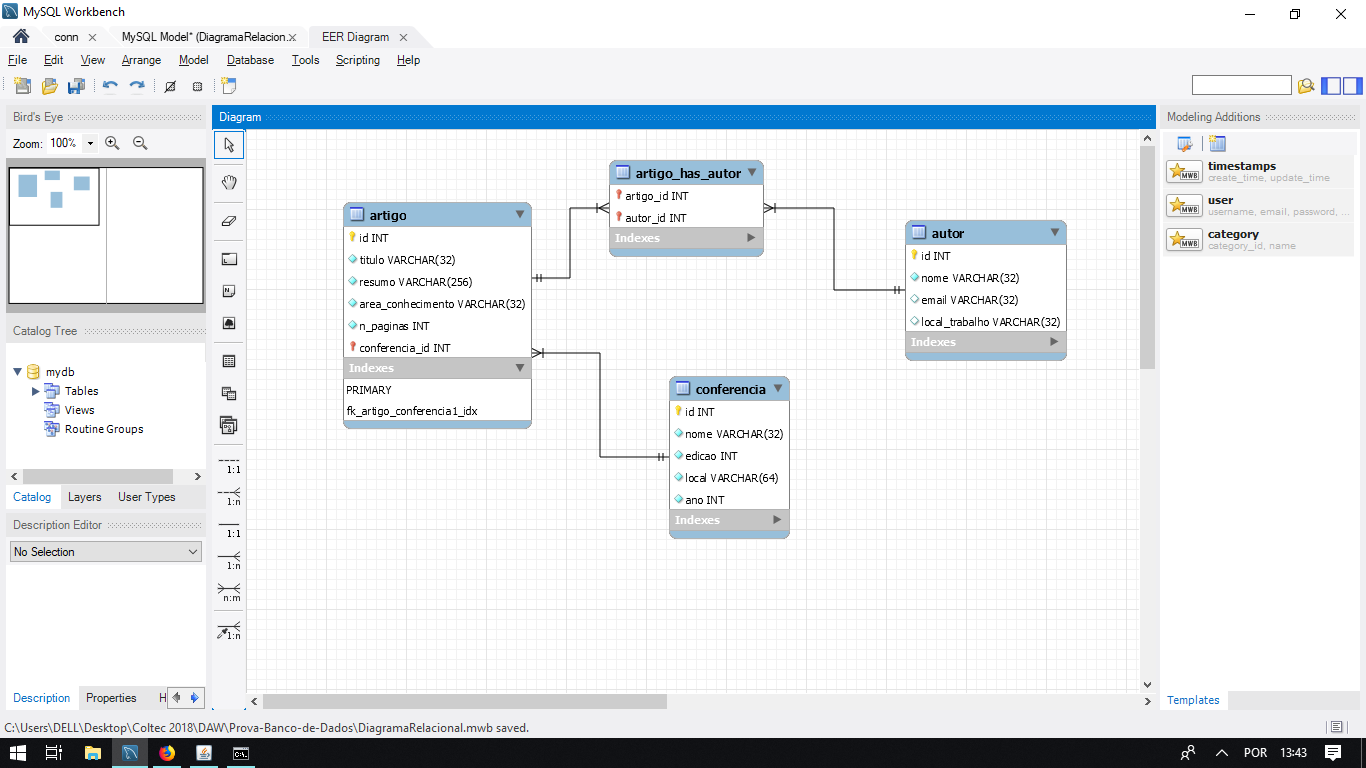 MySQL Workbench
conn
MySQL Model* (DiagramaRelacion.
EER Diagram
File Edit View Arrange Model Database Tools Scripting Help
Bird's Eye
Zoom: 100%
Catalog Tree
mydb
Tables
Views
Routine Groups
Catalog Layers User Types
Description Editor
No Selection
Description Properties H
Diagram
1:1
1:n
1:1
1:n
n:m
1:n
artigo
id INT
titulo VARCHAR(32)
resumo VARCHAR(256)
area_conhecimento VARCHAR(32)
n_paginas INT
conferencia_id INT
Indexes
PRIMARY
fk_artigo_conferencia1_idx
artigo_has_autor
artigo_id INT
autor_id INT
Indexes
autor
id INT
nome VARCHAR(32)
email VARCHAR(32)
local_trabalho VARCHAR(32)
Indexes
conferencia
id INT
nome VARCHAR(32)
edicao INT
local VARCHAR(64)
ano INT
Indexes
Modeling Additions
MWB
timestamps
create_time, update_time
MWB
user
username, email, password, ...
MWB
category
category_id, name
Templates
C:\Users\DELL\Desktop\Coltec 2018\DAW\Prova-Banco-de-Dados\DiagramaRelacional.mwb saved.
POR 13:43